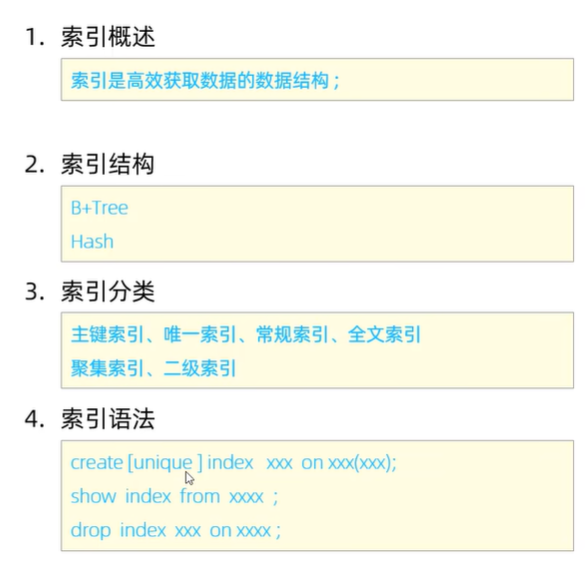 1. 索引概述
索引是高效获取数据的数据结构；
2. 索引结构
B+Tree
Hash
3. 索引分类
主键索引、唯一索引、常规索引、全文索引
聚集索引、二级索引
4. 索引语法
create [unique ] index xxx on xxx(xxx);
show index from xxxx ;
drop index xxx on xxxx ;